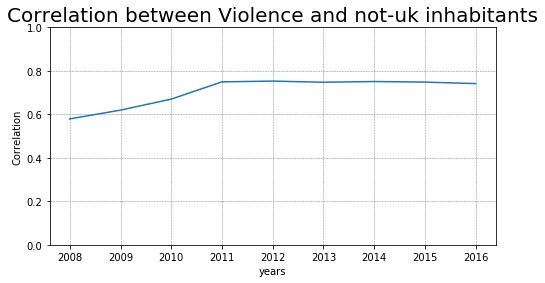 Correlation between Violence and not-uk inhabitants
1.0
0.8
0.6
0.4
0.2
0.0
Correlation
2008 2009 2010 2011 2012 2013 2014 2015 2016
years